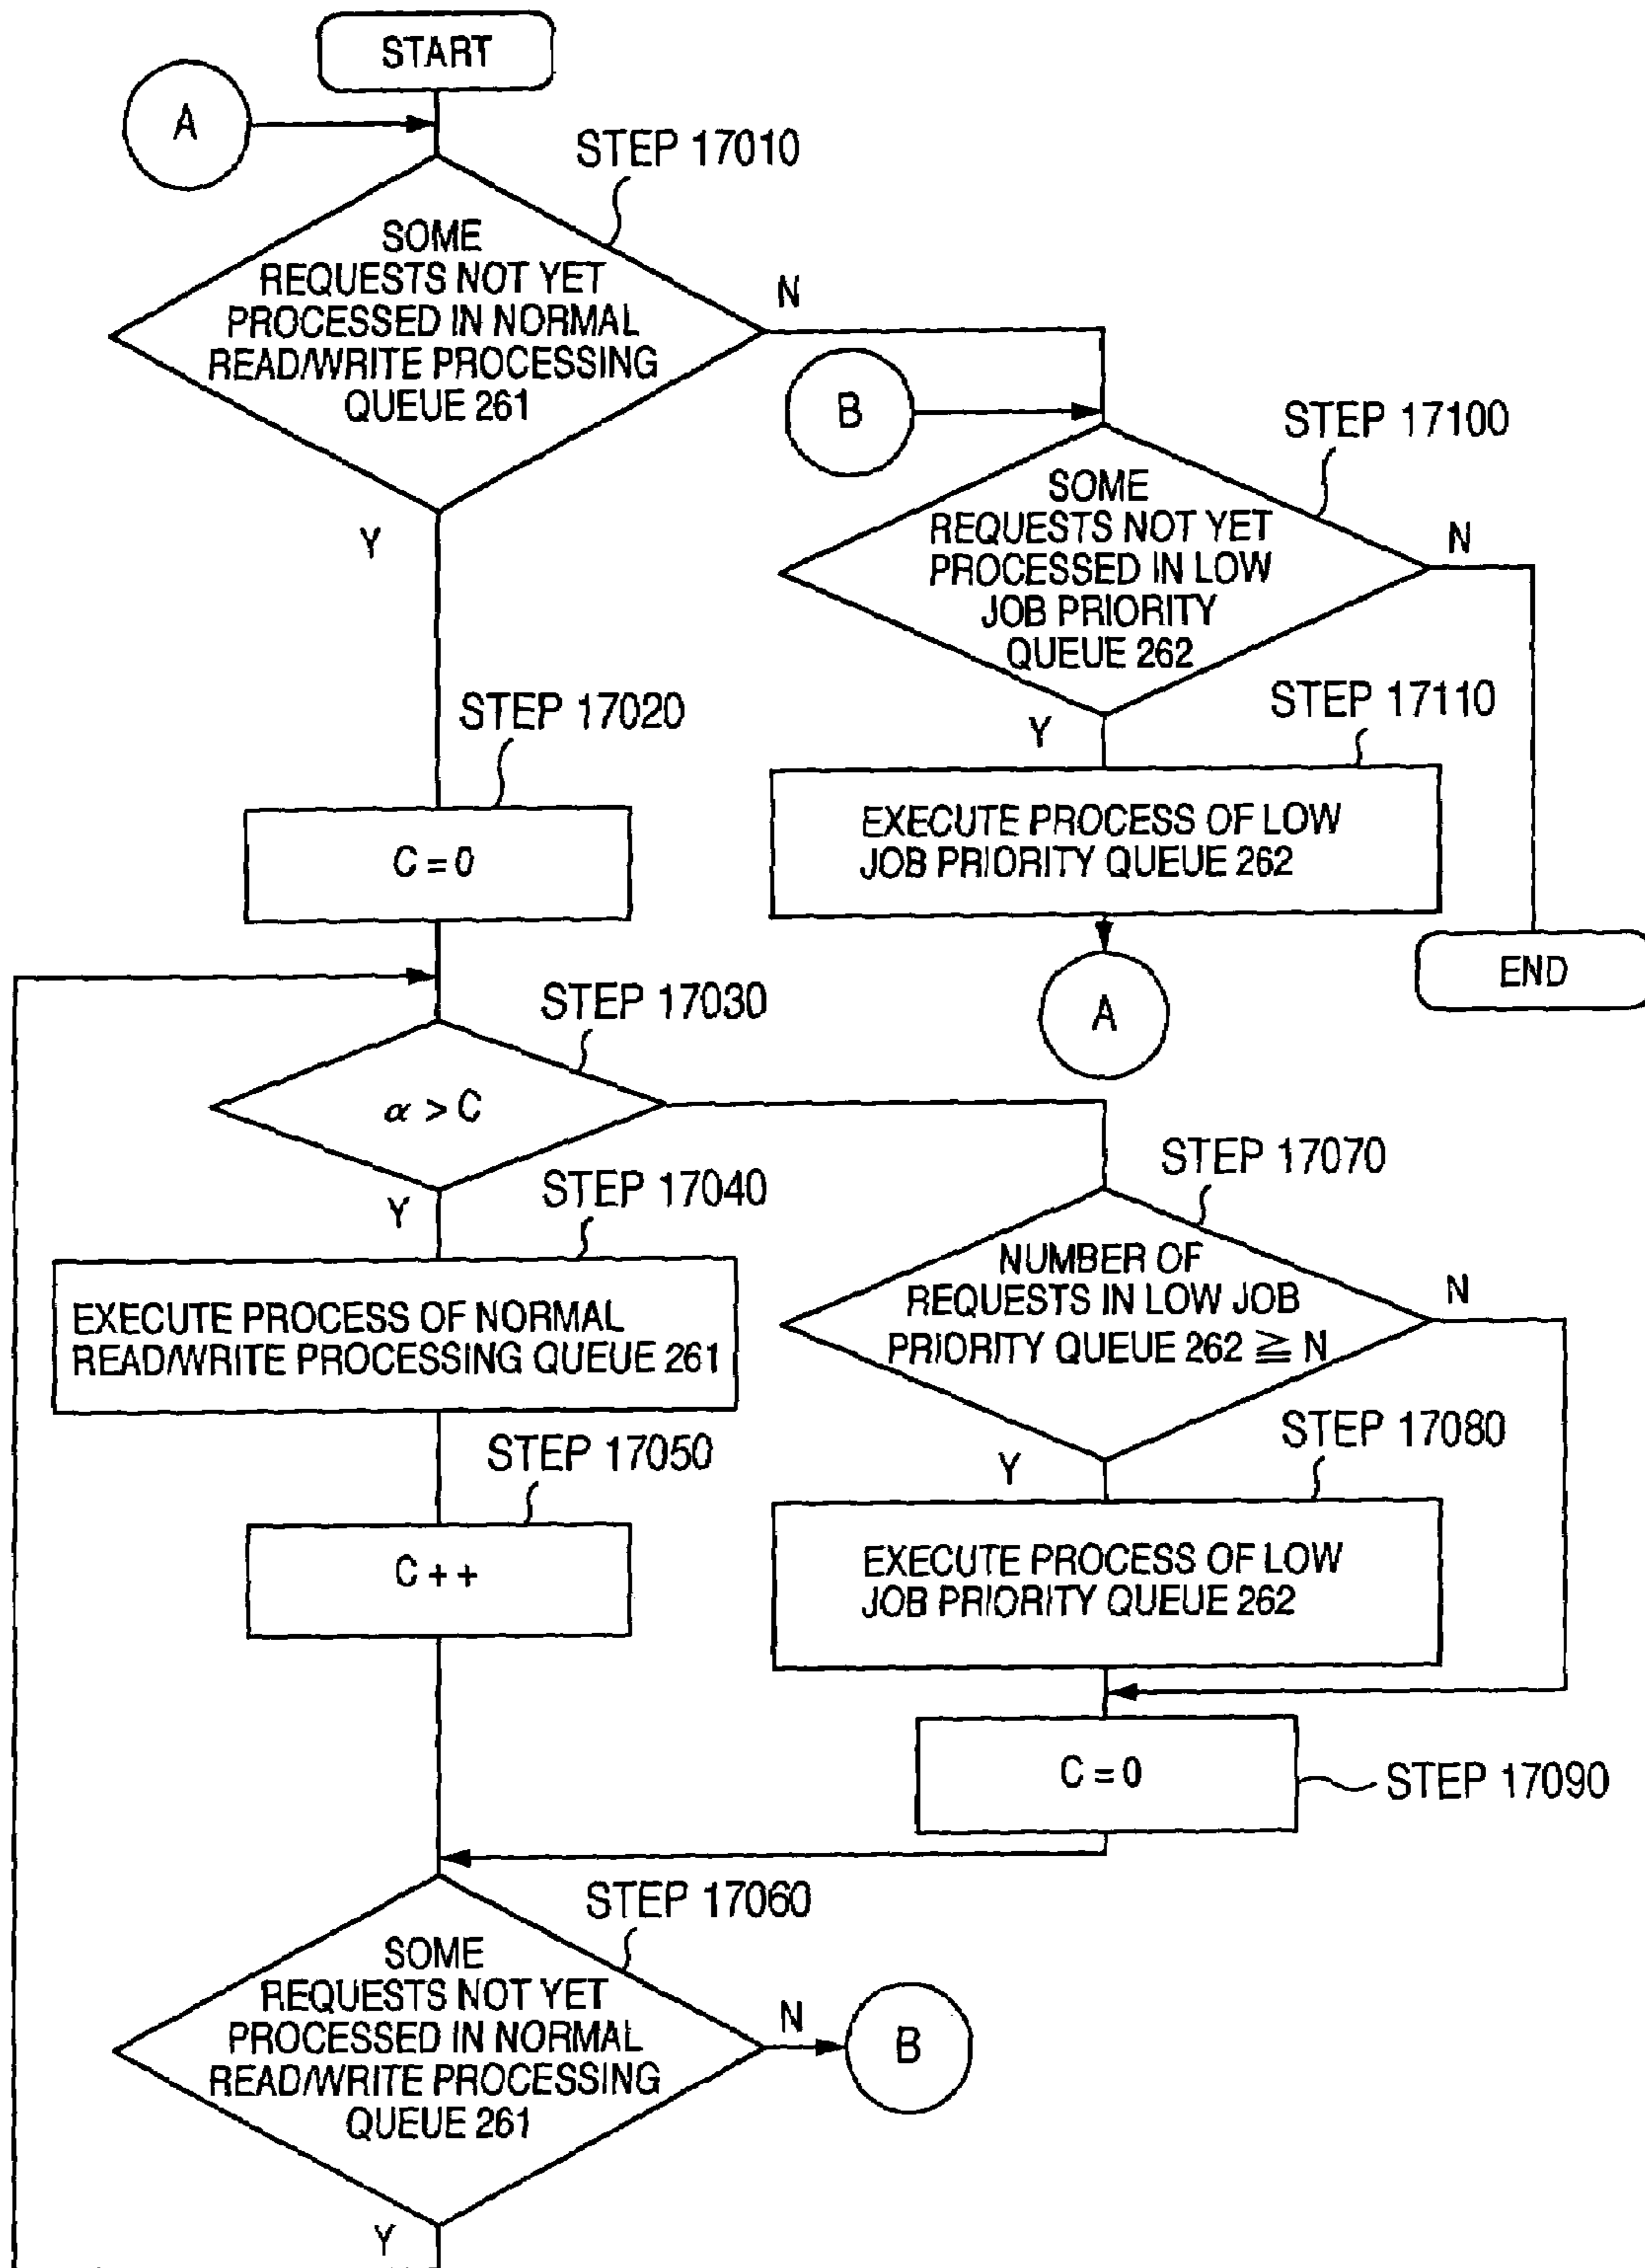 START
A
STEP 17010
SOME
REQUESTS NOT YET
PROCESSED IN NORMAL
READ/WRITE PROCESSING
QUEUE 261
N
Y
B
STEP 17100
SOME
REQUESTS NOT YET
PROCESSED IN LOW
JOB PRIORITY
QUEUE 262
N
Y
STEP 17110
EXECUTE PROCESS OF LOW
JOB PRIORITY QUEUE 262
A
END
STEP 17020
C = 0
STEP 17030
α > C
Y
STEP 17040
EXECUTE PROCESS OF NORMAL
READ/WRITE PROCESSING QUEUE 261
STEP 17050
C + +
STEP 17070
NUMBER OF
REQUESTS IN LOW JOB
PRIORITY QUEUE 262 ≧ N
N
Y
STEP 17080
EXECUTE PROCESS OF LOW
JOB PRIORITY QUEUE 262
C = 0
STEP 17090
STEP 17060
SOME
REQUESTS NOT YET
PROCESSED IN NORMAL
READ/WRITE PROCESSING
QUEUE 261
N
B
Y